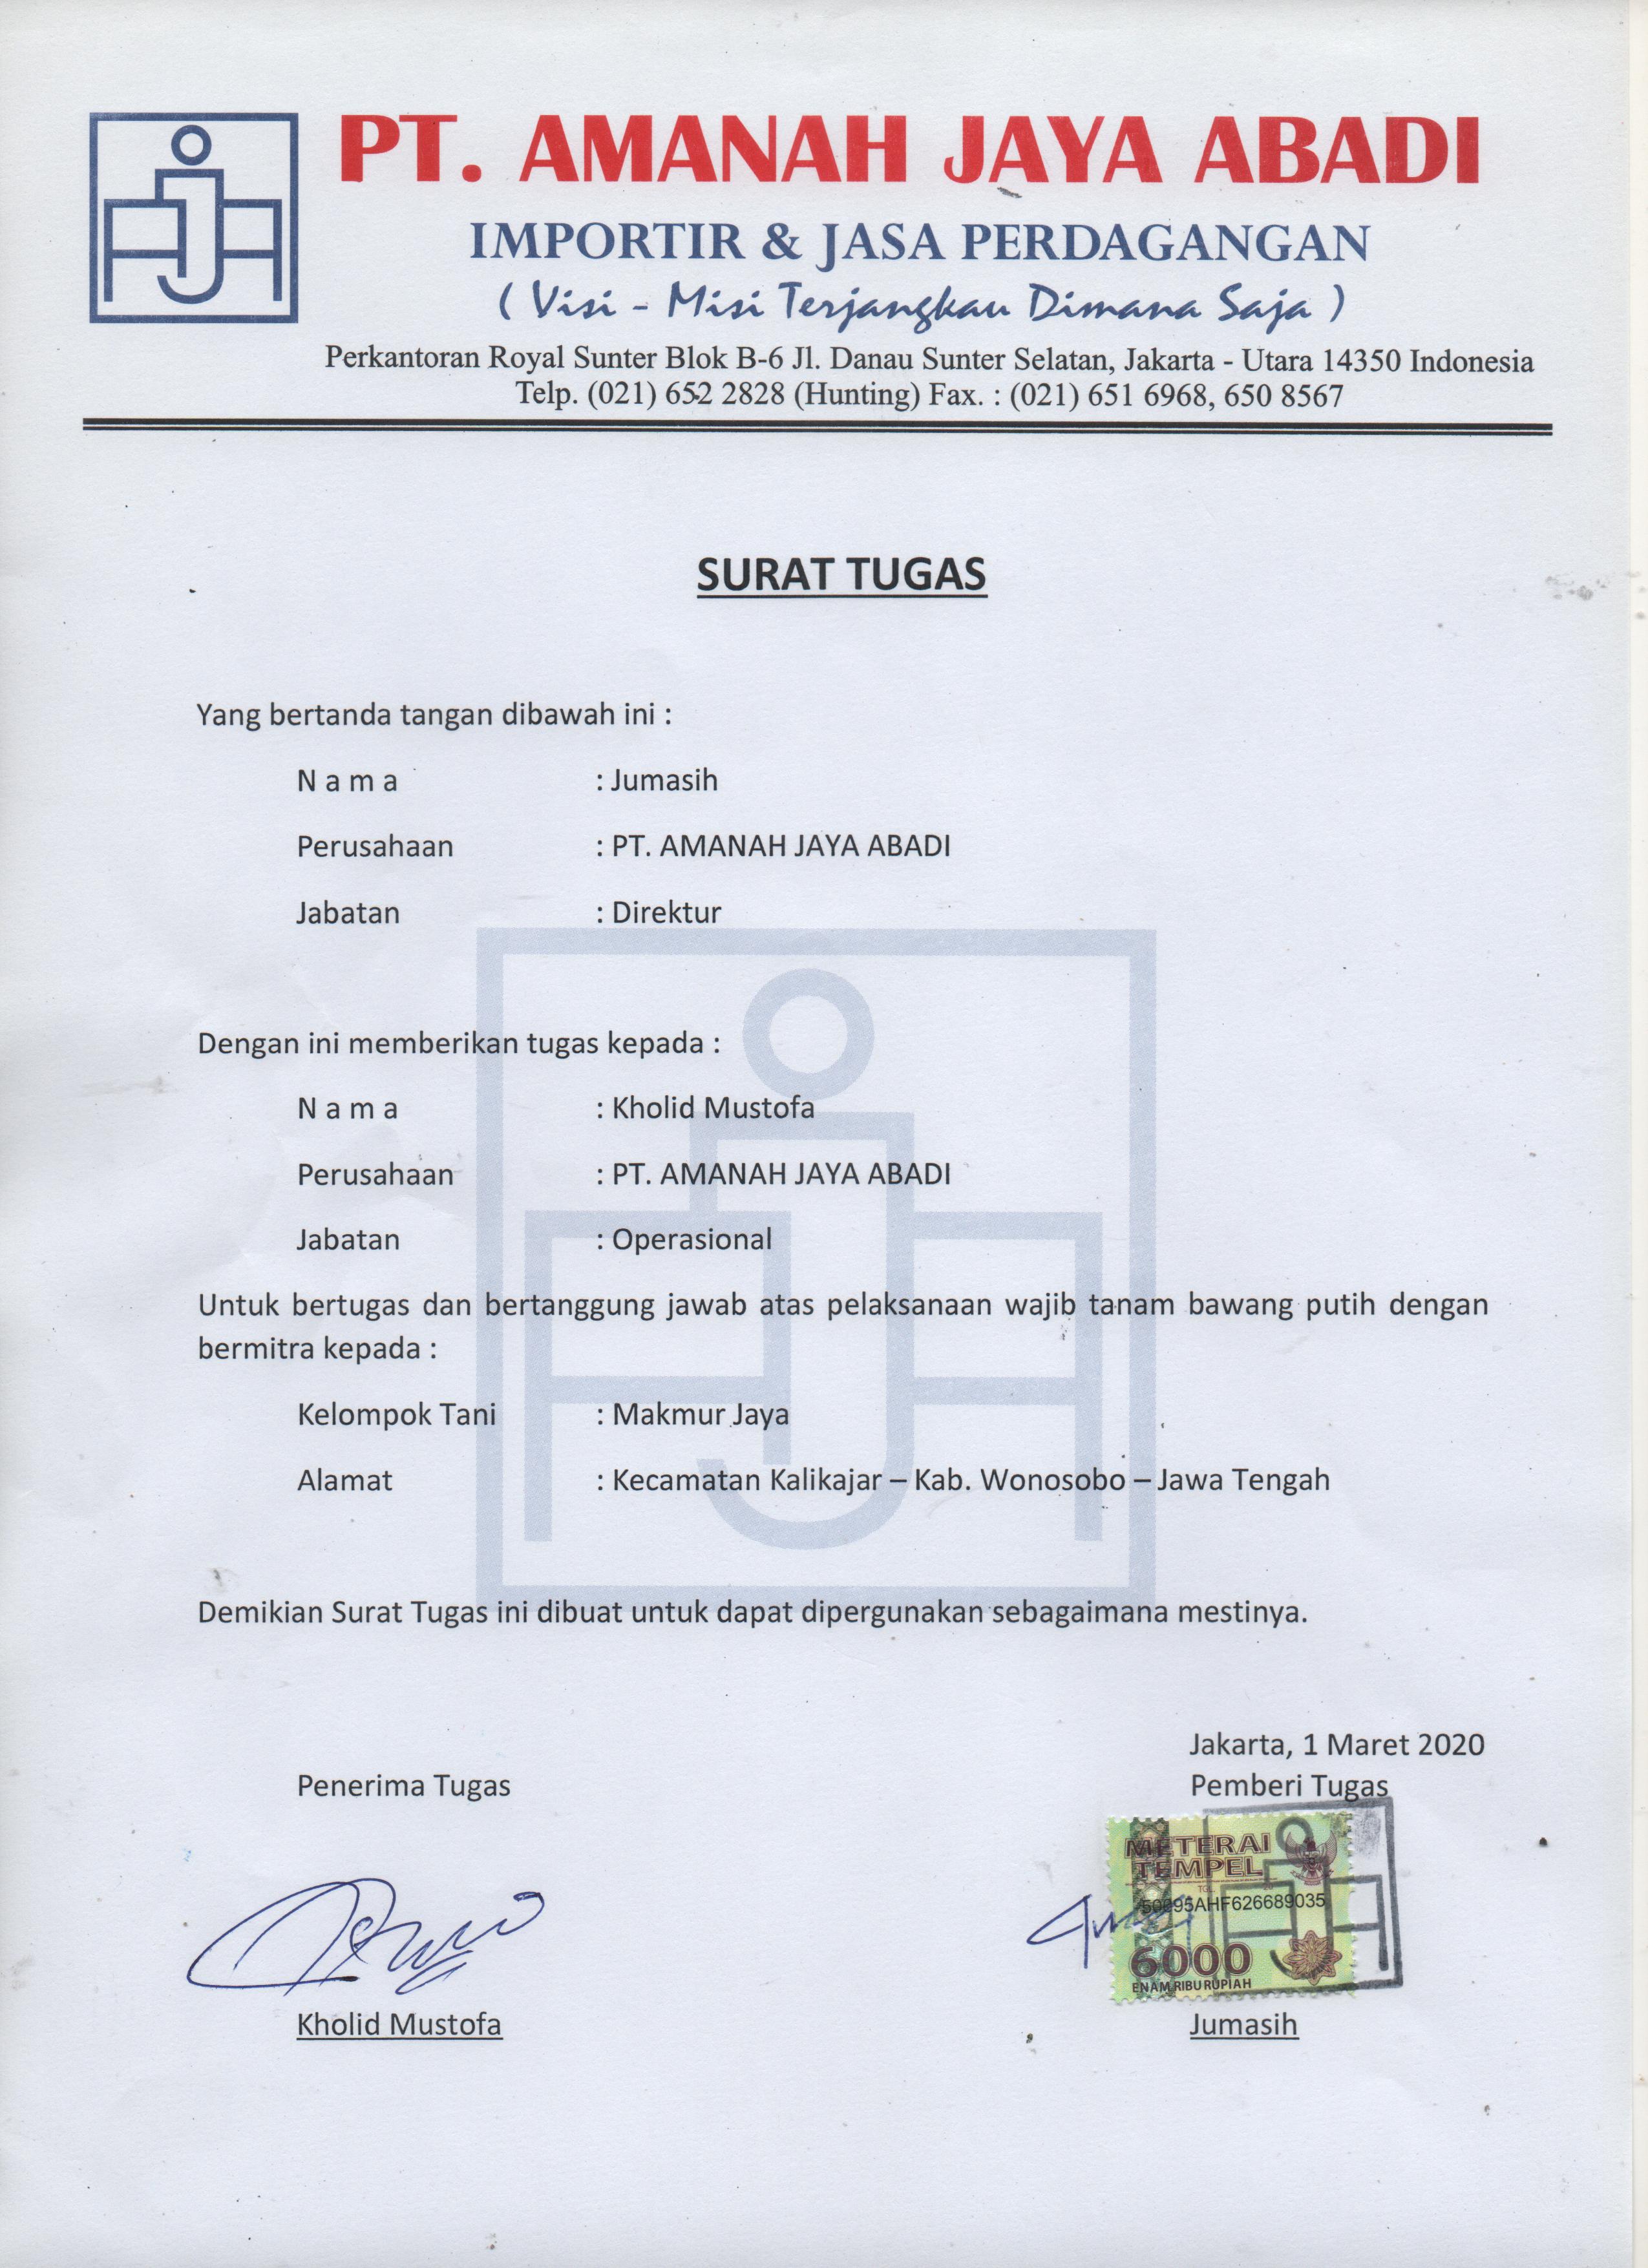 PT. AMANAH JAYA ABADI
IMPORTIR & JASA PERDAGANGAN
( Visi - Misi Terjangkau Dimana Saja )
Perkantoran Royal Sunter Blok B-6 Jl. Danau Sunter Selatan, Jakarta - Utara 14350 Indonesia
Telp. (021) 652 2828 (Hunting) Fax. : (021) 651 6968, 650 8567
SURAT TUGAS
Yang bertanda tangan dibawah ini :
N a m a : Jumasih
Perusahaan : PT. AMANAH JAYA ABADI
Jabatan : Direktur
Dengan ini memberikan tugas kepada :
N a m a : Kholid Mustofa
Perusahaan : PT. AMANAH JAYA ABADI
Jabatan : Operasional
Untuk bertugas dan bertanggung jawab atas pelaksanaan wajib tanam bawang putih dengan
bermitra kepada :
Kelompok Tani : Makmur Jaya
Alamat : Kecamatan Kalikajar – Kab. Wonosobo – Jawa Tengah
Demikian Surat Tugas ini dibuat untuk dapat dipergunakan sebagaimana mestinya.
Jakarta, 1 Maret 2020
Penerima Tugas Pemberi Tugas
METERAI
TEMPEL
TGL.
AHF626689035
6000
ENAM RIBU RUPIAH
Kholid Mustofa Jumasih